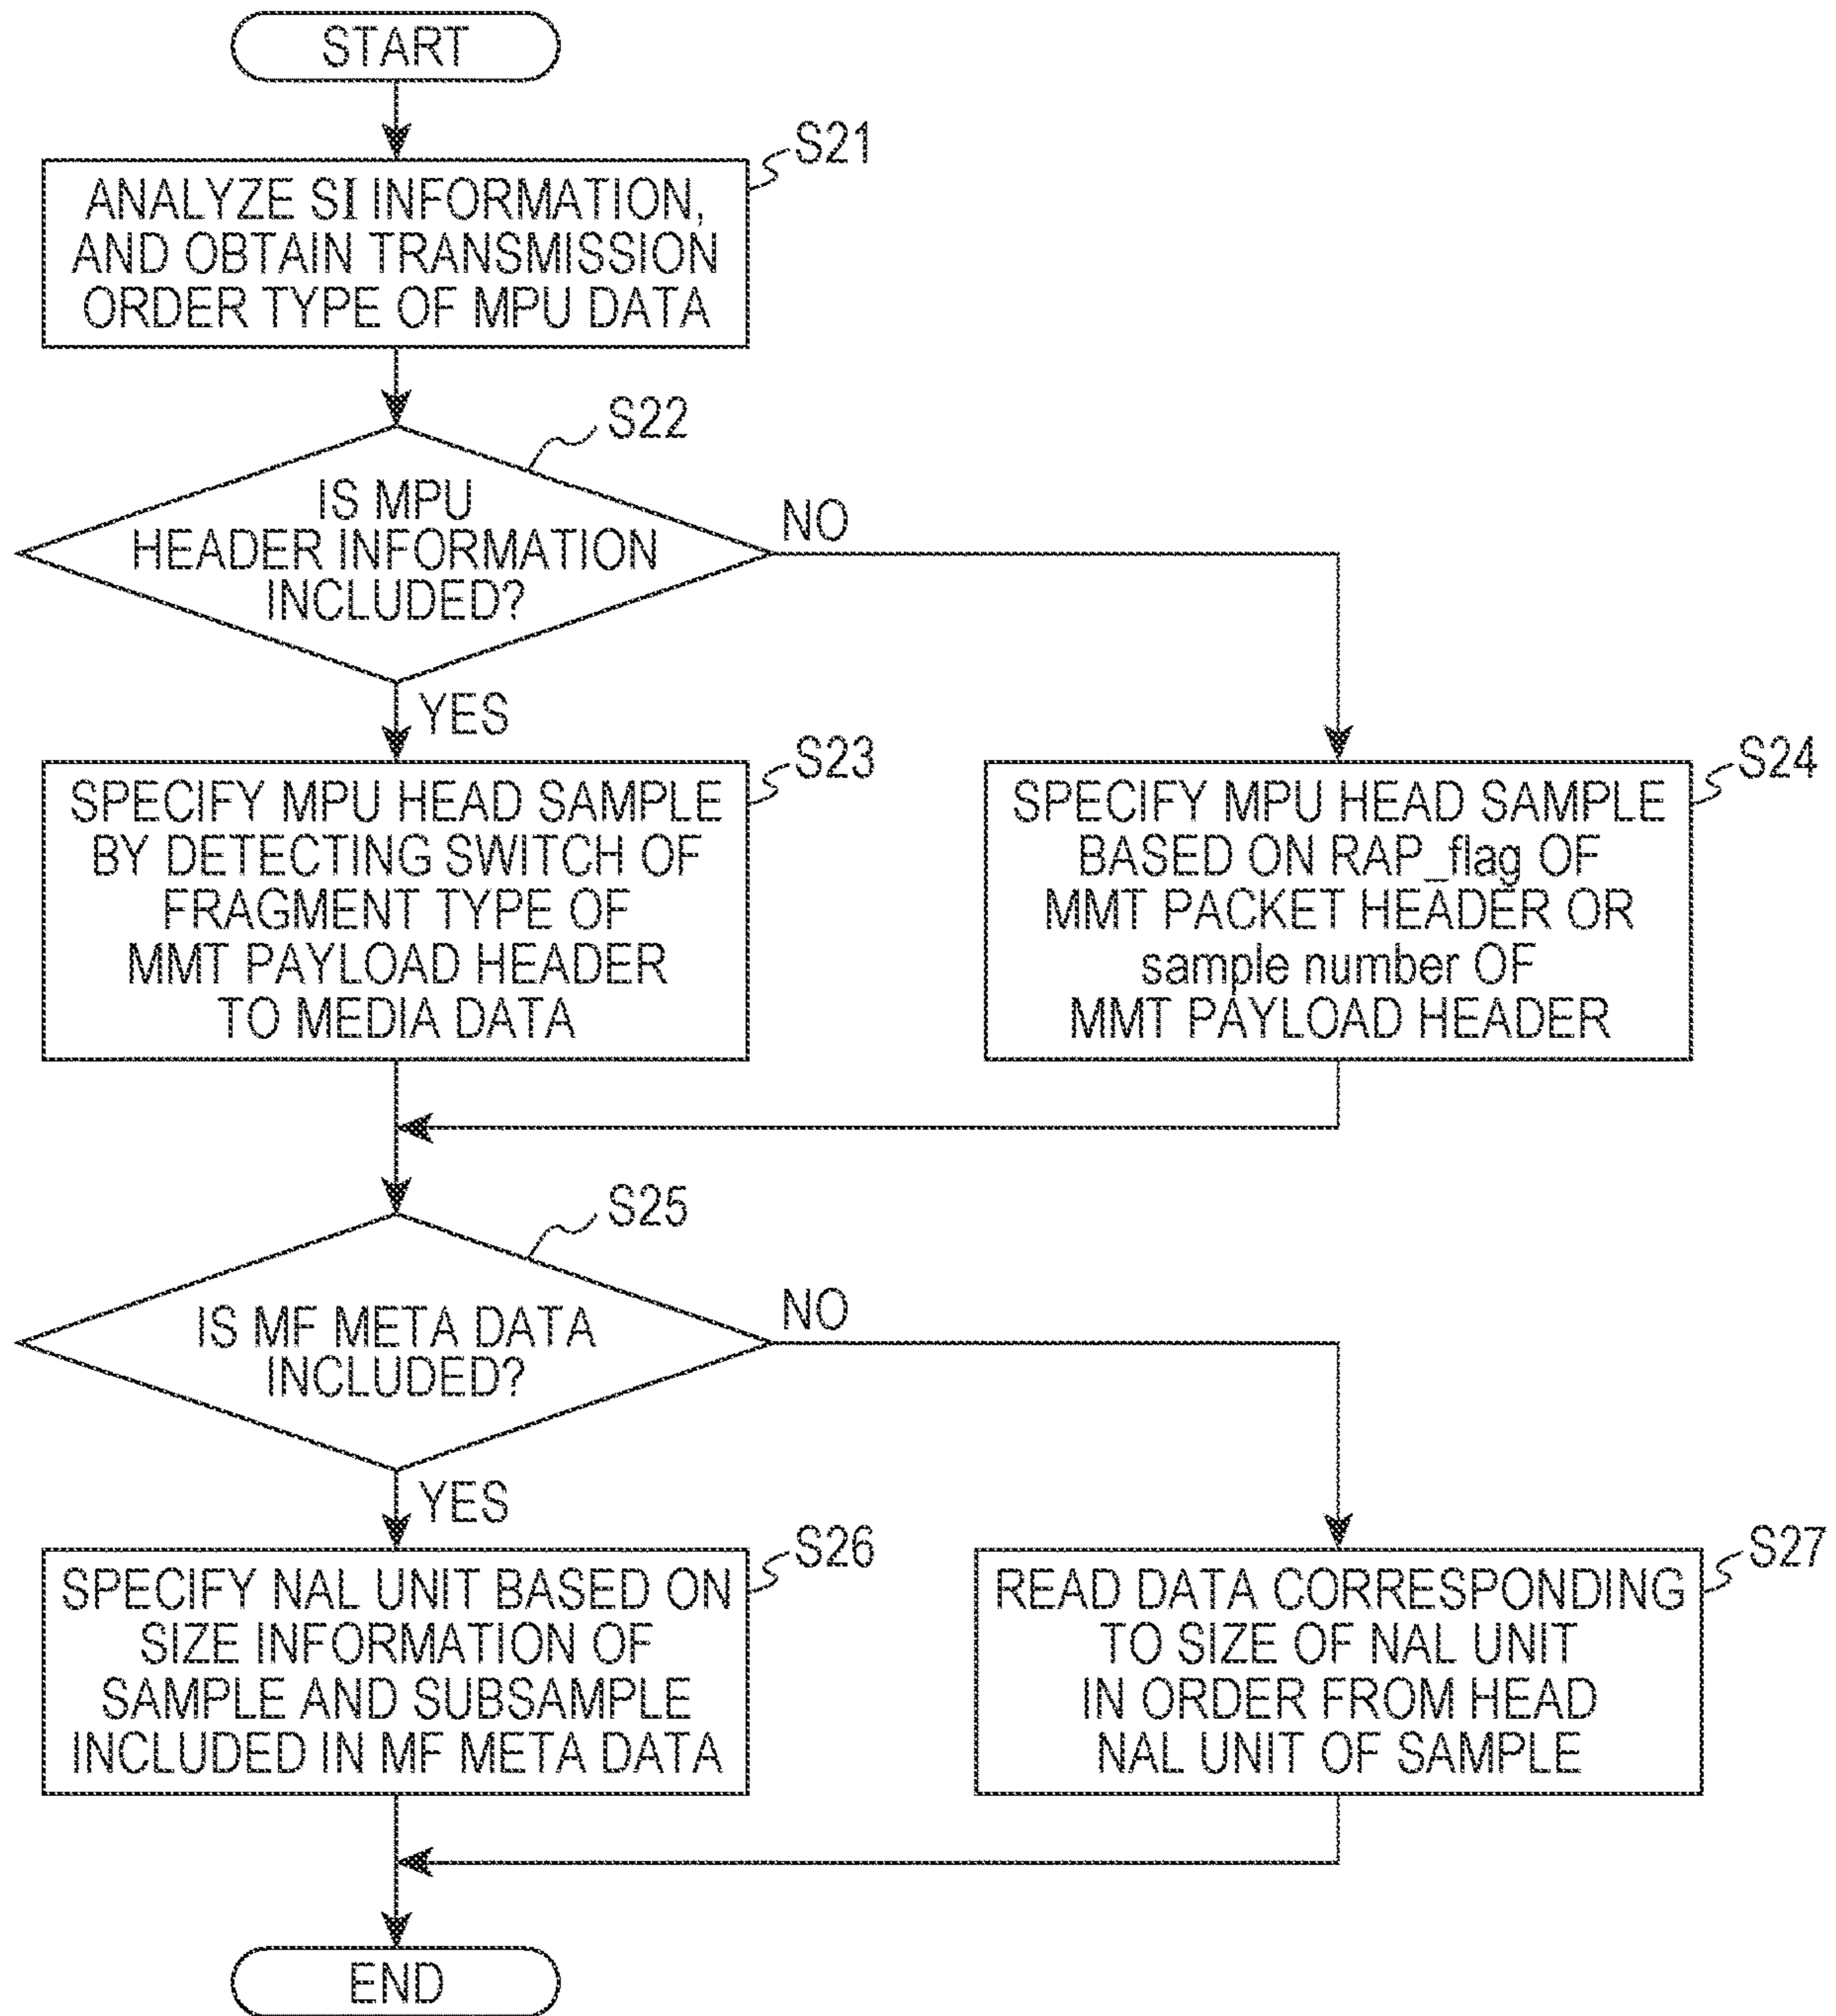 START
S21
ANALYZE SI INFORMATION,
AND OBTAIN TRANSMISSION
ORDER TYPE OF MPU DATA
S22
IS MPU
HEADER INFORMATION
INCLUDED?
NO
YES
S23
SPECIFY MPU HEAD SAMPLE
BY DETECTING SWITCH OF
FRAGMENT TYPE OF
MMT PAYLOAD HEADER
TO MEDIA DATA
S24
SPECIFY MPU HEAD SAMPLE
BASED ON RAP_flag OF
MMT PACKET HEADER OR
sample number OF
MMT PAYLOAD HEADER
S25
IS MF META DATA
INCLUDED?
NO
YES
S26
SPECIFY NAL UNIT BASED ON
SIZE INFORMATION OF
SAMPLE AND SUBSAMPLE
INCLUDED IN MF META DATA
S27
READ DATA CORRESPONDING
TO SIZE OF NAL UNIT
IN ORDER FROM HEAD
NAL UNIT OF SAMPLE
END